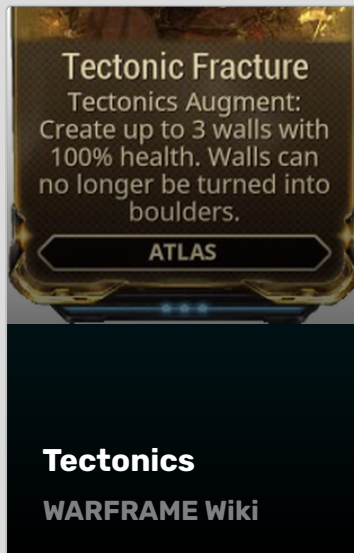 Tectonic Fracture
Tectonics Augment:
Create up to 3 walls with
100% health. Walls can
no longer be turned into
boulders.
ATLAS
Tectonics
WARFRAME Wiki